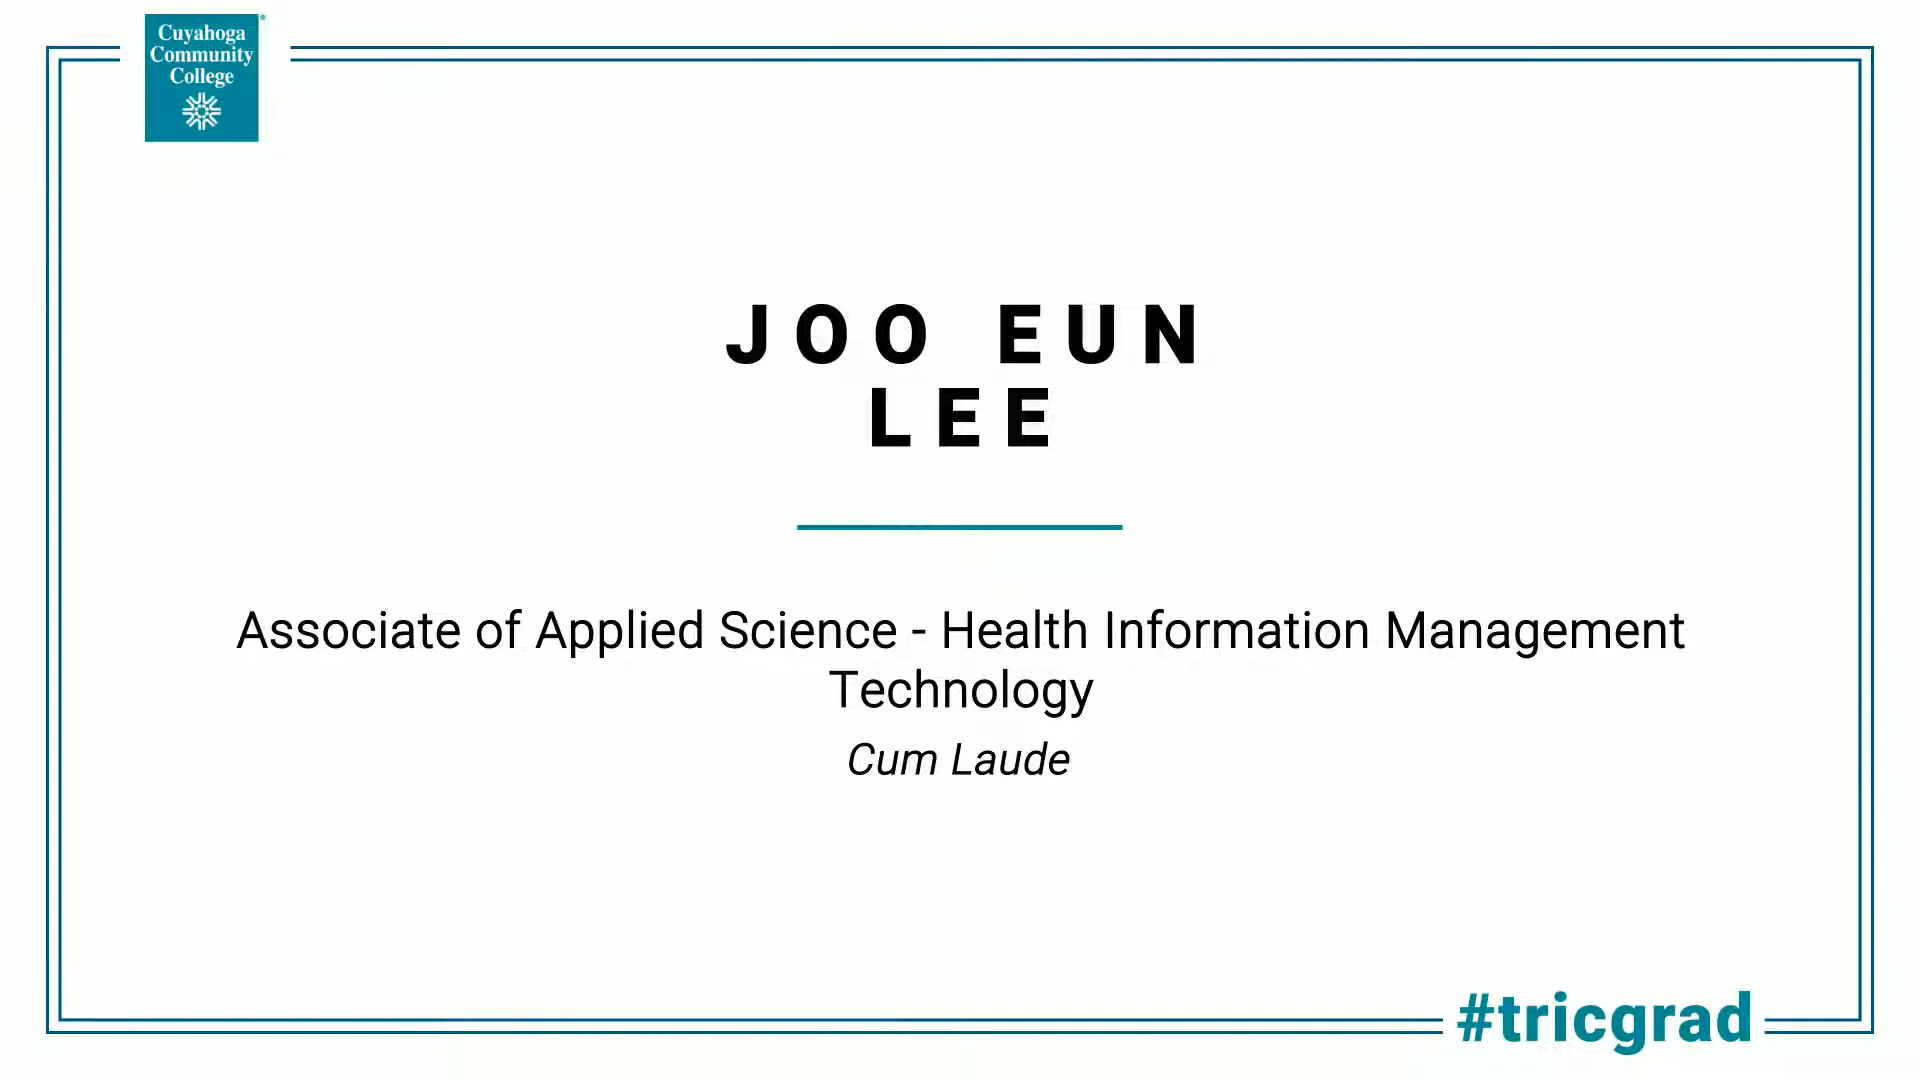 Cuyahoga
Community
College
JOO EUN
LEE
Associate of Applied Science - Health Information Management
Technology
Cum Laude
#tricgrad